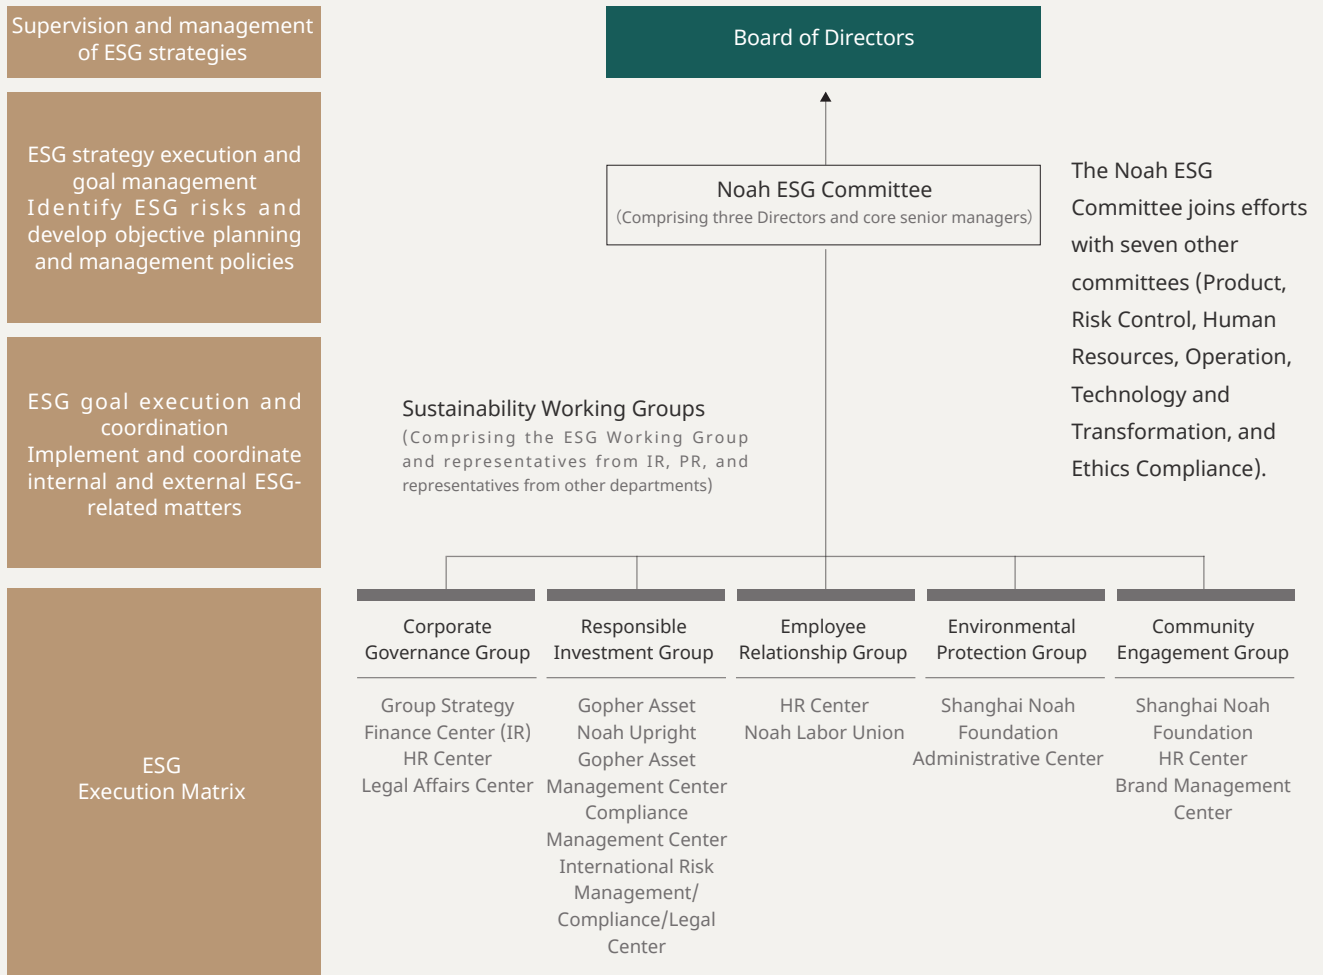 Supervision and management
of ESG strategies
Board of Directors
ESG strategy execution and
goal management
Identify ESG risks and
develop objective planning
and management policies
Noah ESG Committee
(Comprising three Directors and core senior managers)
The Noah ESG
Committee joins efforts
with seven other
committees (Product,
Risk Control, Human
Resources, Operation,
Technology and
Transformation, and
Ethics Compliance).
ESG goal execution and
coordination
Implement and coordinate
internal and external ESG-
related matters
Sustainability Working Groups
(Comprising the ESG Working Group
and representatives from IR, PR, and
representatives from other departments)
ESG
Execution Matrix
Corporate
Governance Group
Group Strategy
Finance Center (IR)
HR Center
Legal Affairs Center
Responsible
Investment Group
Gopher Asset
Noah Upright
Gopher Asset
Management Center
Compliance
Management Center
International Risk
Management/
Compliance/Legal
Center
Employee
Relationship Group
HR Center
Noah Labor Union
Environmental
Protection Group
Shanghai Noah
Foundation
Administrative Center
Community
Engagement Group
Shanghai Noah
Foundation
HR Center
Brand Management
Center